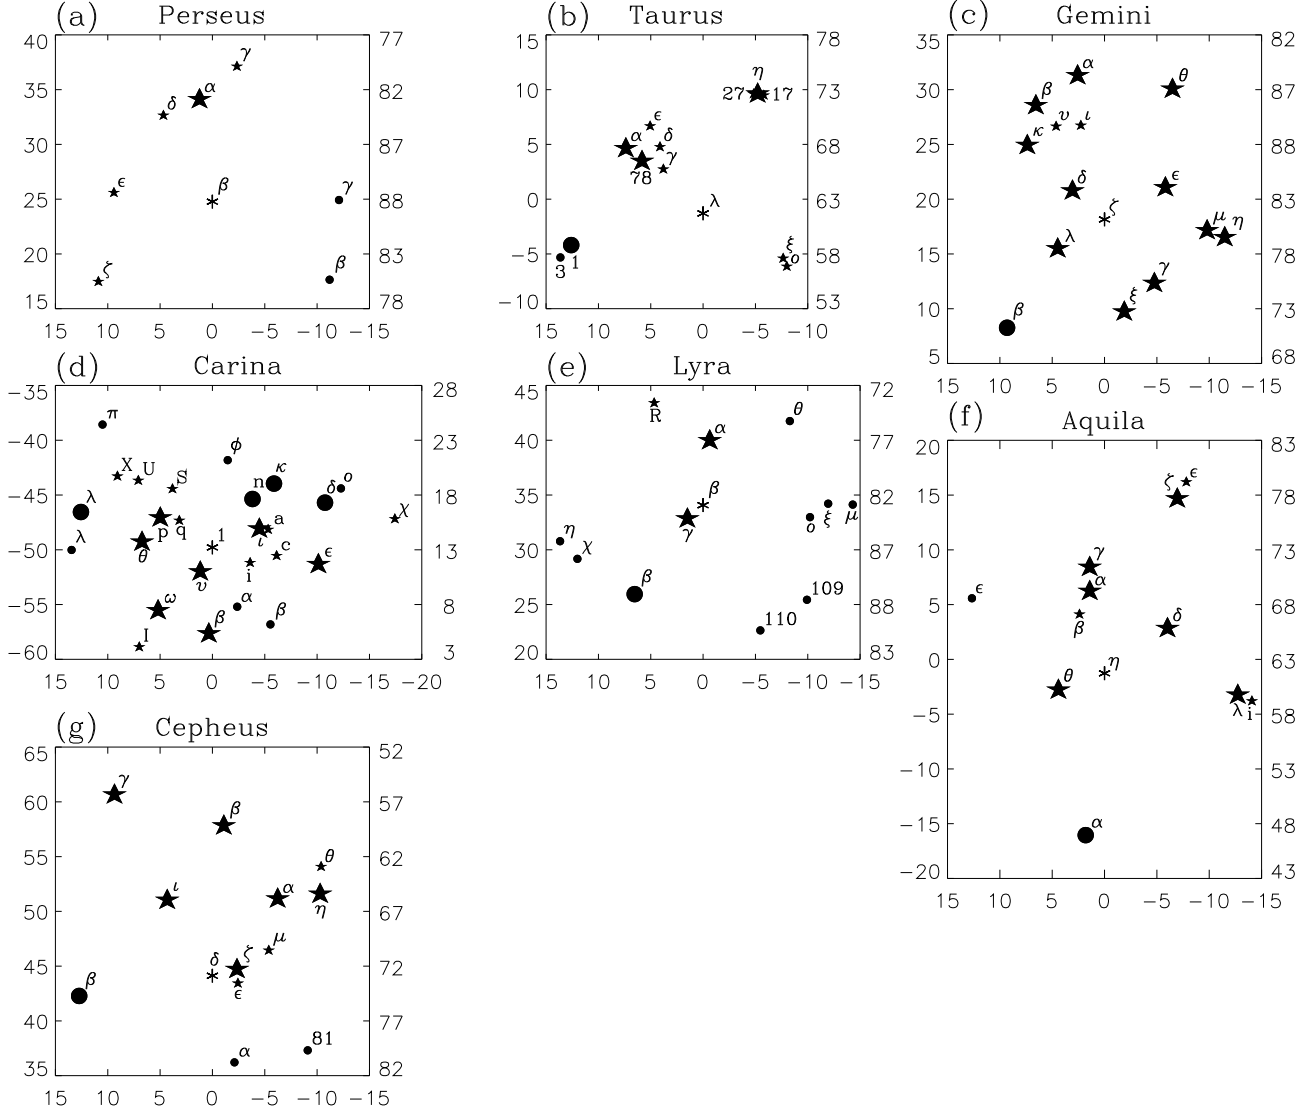 (a) Perseus
40 77
γ
35 α 82
δ
30 87
ε β γ
25 88
20 83
ζ β
15 78
15 10 5 0 −5 −10 −15
(b) Taurus
15 78
η
10 27 17 73
ε
5 α δ 68
78 γ
0 λ 63
ξ
−5 ο 58
3 1
−10 53
15 10 5 0 −5 −10
(c) Gemini
35 82
α θ
30 β 87
υ ι
25 κ 88
δ ε
20 ζ 83
λ μ η
15 78
γ
10 ξ 73
β
5 68
15 10 5 0 −5 −10 −15
(d) Carina
−35 28
π
−40 φ 23
X U S n κ
−45 λ δ ο 18
p q ι a χ
−50 λ θ 1 13
υ i c ε
−55 ω α 8
β β
I
−60 3
15 10 5 0 −5 −10 −15 −20
(e) Lyra
45 72
R θ
40 α 77
35 β 82
γ ο ξ μ
30 η χ 87
β
25 109 88
110
20 83
15 10 5 0 −5 −10 −15
(f) Aquila
20 83
ζ ε
15 78
10 γ 73
α
5 ε β δ 68
0 θ η 63
λ i
−5 58
−10 53
−15 α 48
−20 43
15 10 5 0 −5 −10 −15
(g) Cepheus
65 52
γ
60 β 57
55 θ 62
ι α
50 η 67
δ ζ μ
45 72
β ε
40 77
α 81
35 82
15 10 5 0 −5 −10 −15